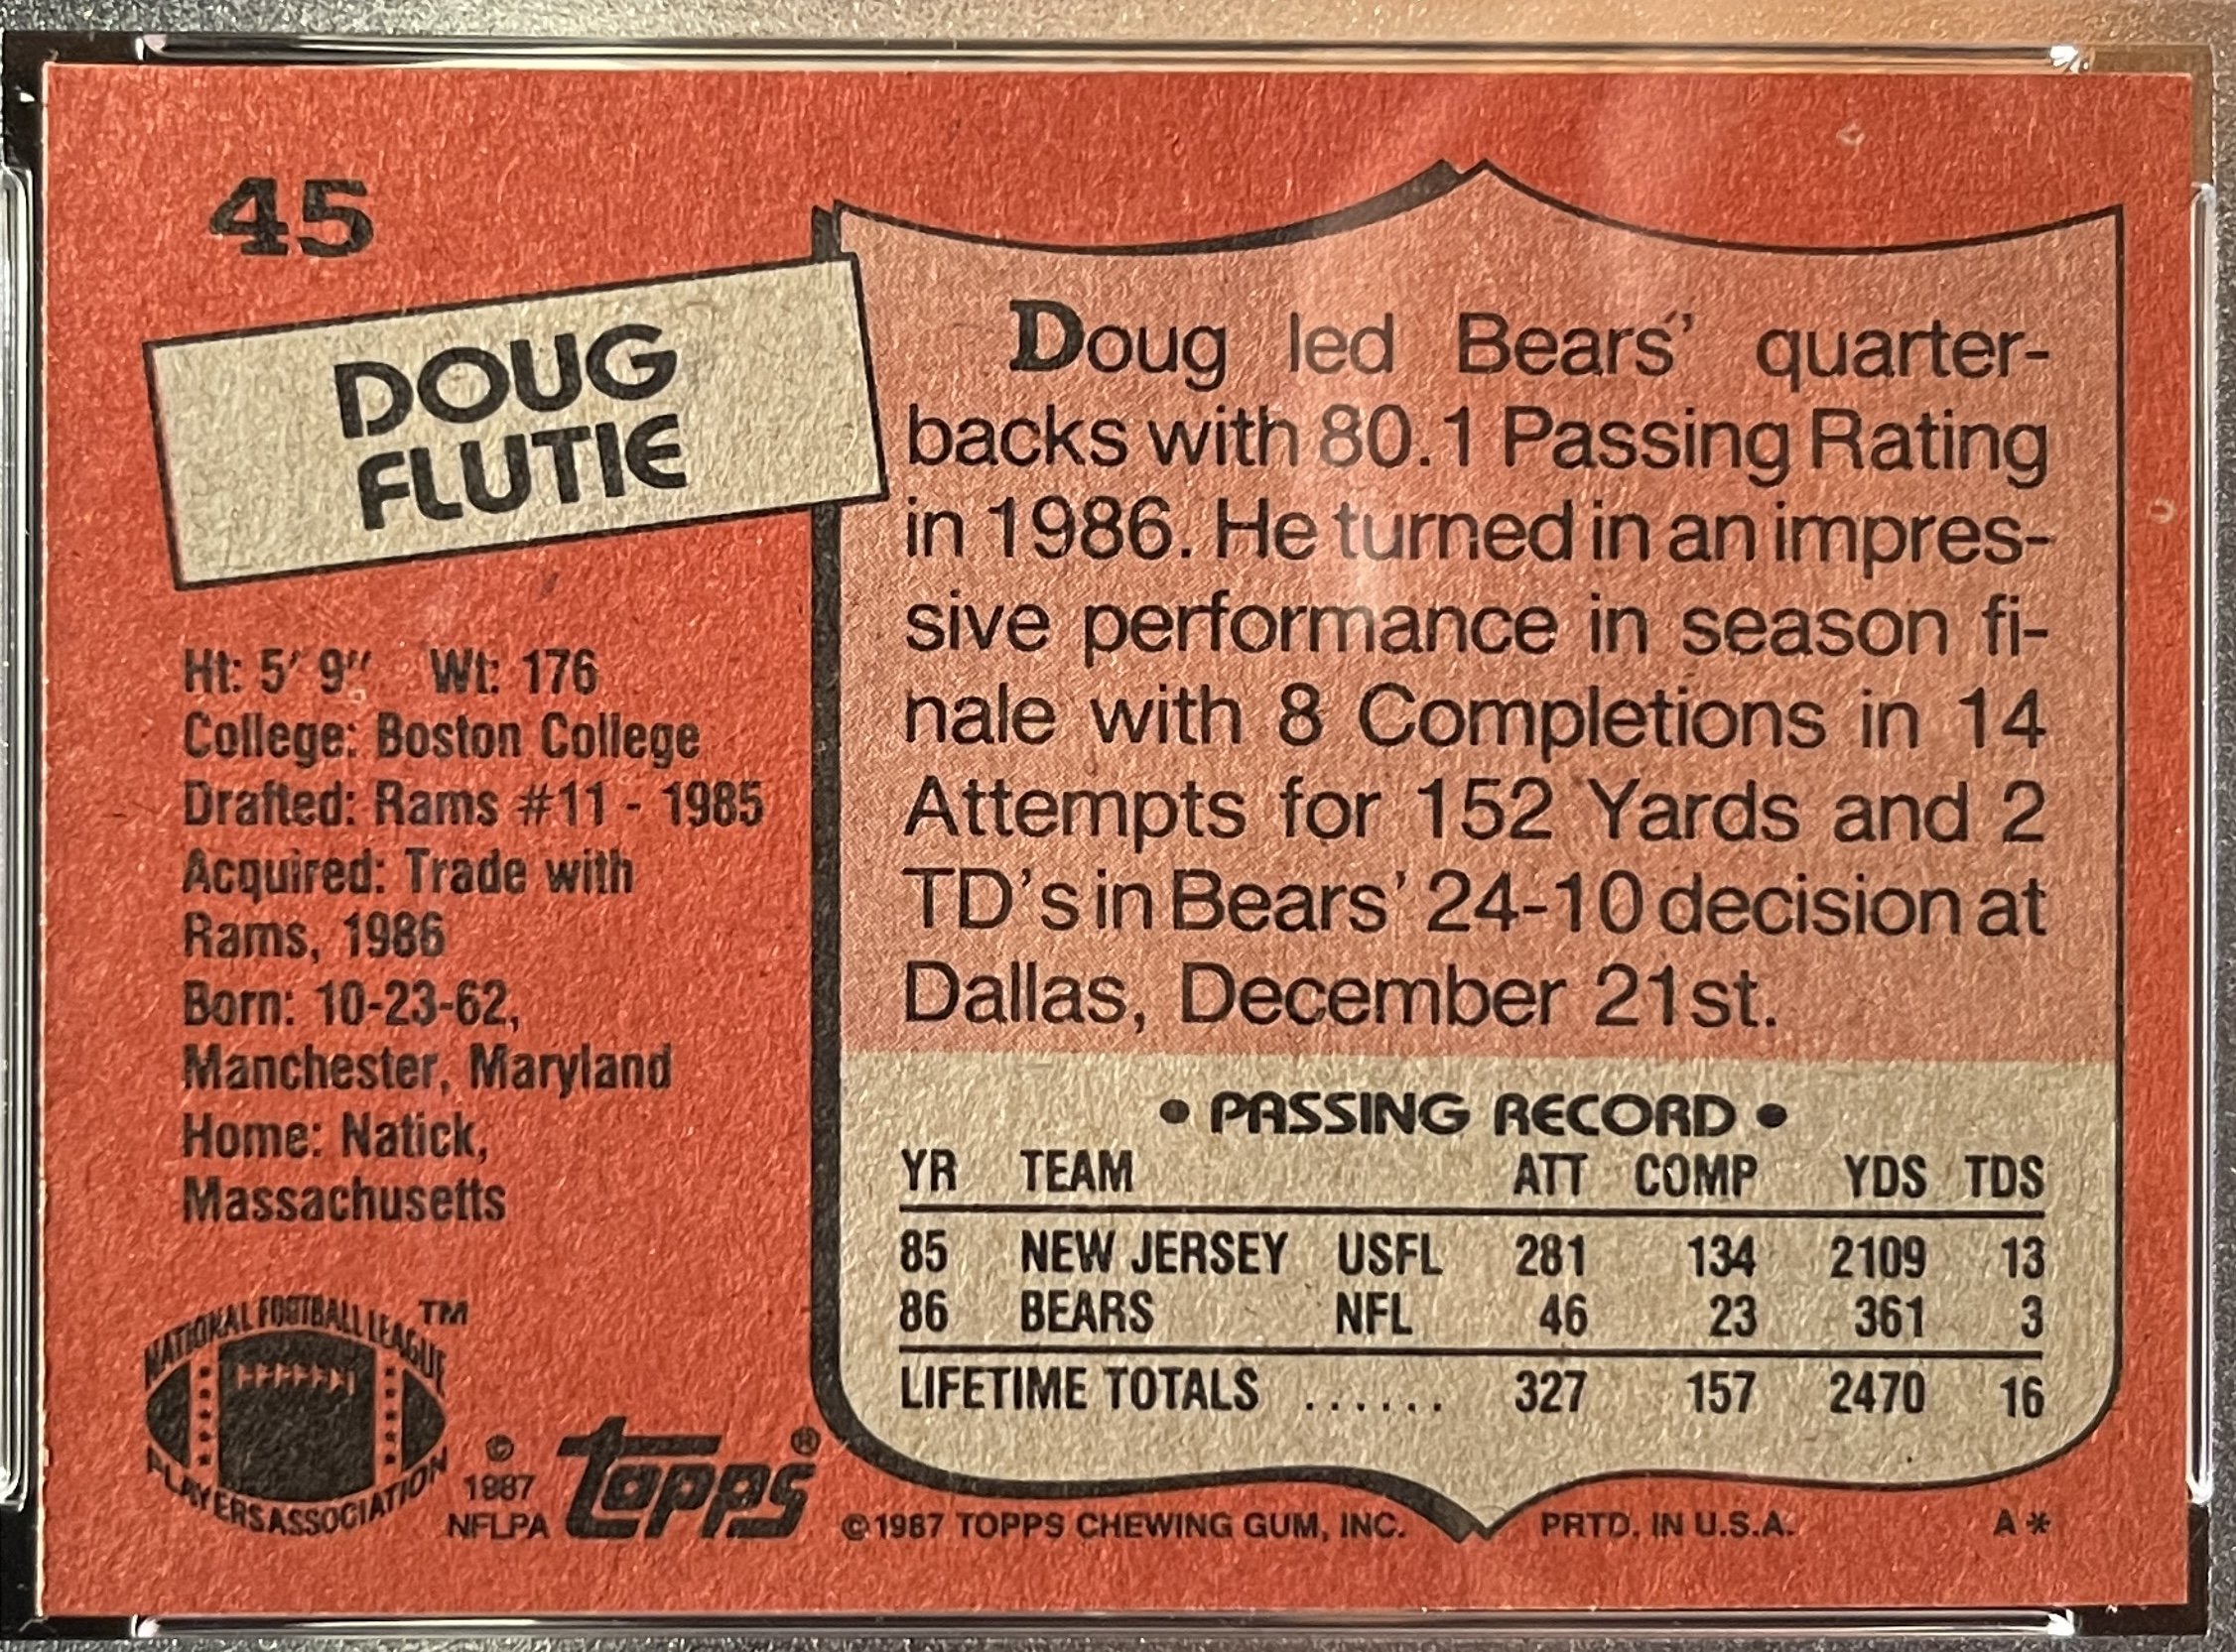 45
DOUG
FLUTIE
Ht: 5' 9" Wt: 176
College: Boston College
Drafted: Rams #11 - 1985
Acquired: Trade with
Rams, 1986
Born: 10-23-62,
Manchester, Maryland
Home: Natick,
Massachusetts
NATIONAL FOOTBALL LEAGUE ™
PLAYERS ASSOCIATION
©
1987
NFLPA
topps®
Doug led Bears' quarter-
backs with 80.1 Passing Rating
in 1986. He turned in an impres-
sive performance in season fi-
nale with 8 Completions in 14
Attempts for 152 Yards and 2
TD's in Bears' 24-10 decision at
Dallas, December 21st.
• PASSING RECORD •
YR TEAM ATT COMP YDS TDS
85 NEW JERSEY USFL 281 134 2109 13
86 BEARS NFL 46 23 361 3
LIFETIME TOTALS ...... 327 157 2470 16
©1987 TOPPS CHEWING GUM, INC. PRTD. IN U.S.A. A*